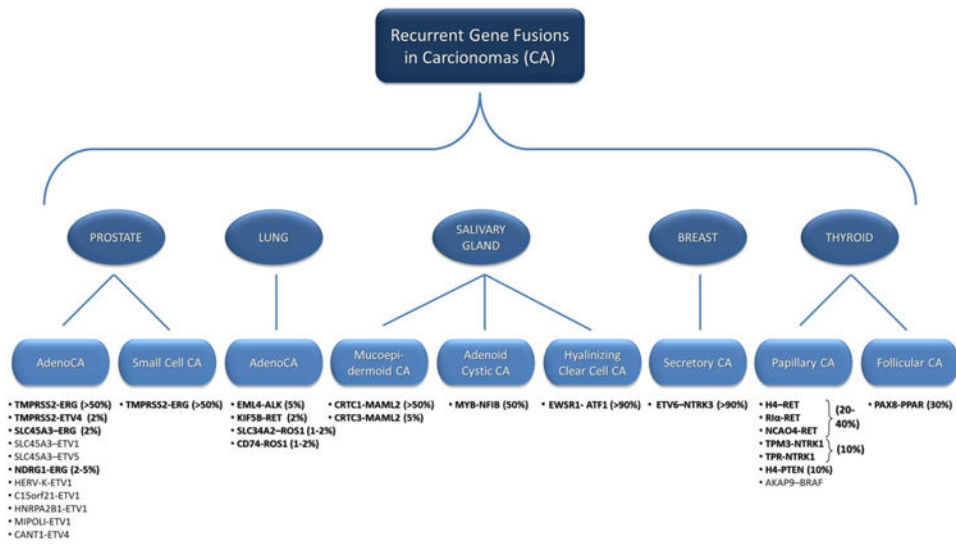 Recurrent Gene Fusions
in Carcionomas (CA)
PROSTATE
LUNG
SALIVARY
GLAND
BREAST
THYROID
AdenoCA
Small Cell CA
AdenoCA
Mucoepi-
dermoid CA
Adenoid
Cystic CA
Hyalinizing
Clear Cell CA
Secretory CA
Papillary CA
Follicular CA
• TMPRSS2-ERG (>50%)
• TMPRSS2-ETV4 (2%)
• SLC45A3–ERG (2%)
• SLC45A3–ETV1
• SLC45A3–ETV5
• NDRG1-ERG (2-5%)
• HERV-K-ETV1
• C15orf21-ETV1
• HNRPA2B1-ETV1
• MIPOLI-ETV1
• CANT1-ETV4
• TMPRSS2-ERG (>50%)
• EML4-ALK (5%)
• KIF5B-RET (2%)
• SLC34A2–ROS1 (1-2%)
• CD74-ROS1 (1-2%)
• CRTC1-MAML2 (>50%)
• CRTC3-MAML2 (5%)
• MYB-NFIB (50%)
• EWSR1- ATF1 (>90%)
• ETV6–NTRK3 (>90%)
• H4–RET
• RIα-RET
• NCAO4-RET
(20-
40%)
• TPM3-NTRK1
• TPR-NTRK1
(10%)
• H4-PTEN (10%)
• AKAP9–BRAF
• PAX8-PPAR (30%)